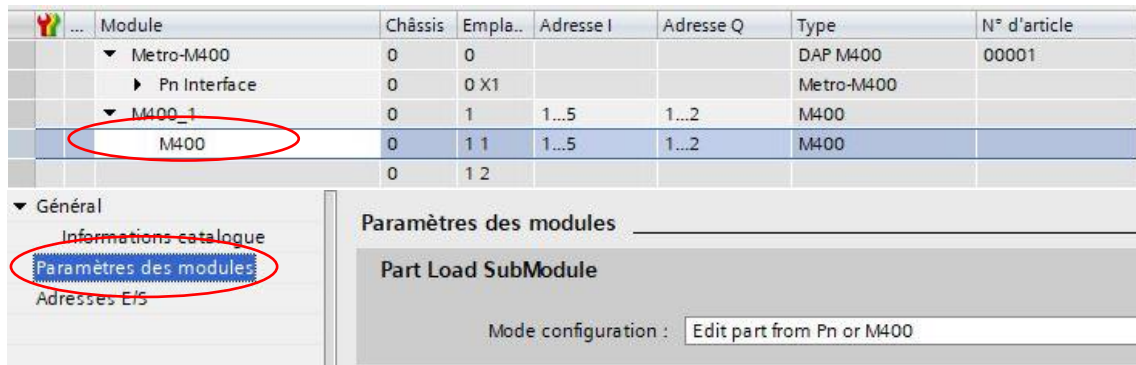 ... Module Châssis Empla.. Adresse I Adresse Q Type N° d'article
Metro-M400 0 0 DAP M400 00001
Pn Interface 0 0 X1 Metro-M400
M400_1 0 1 1...5 1...2 M400
M400 0 1 1 1...5 1...2 M400
0 1 2
Général
Informations catalogue
Paramètres des modules
Adresses E/S
Paramètres des modules
Part Load SubModule
Mode configuration : Edit part from Pn or M400